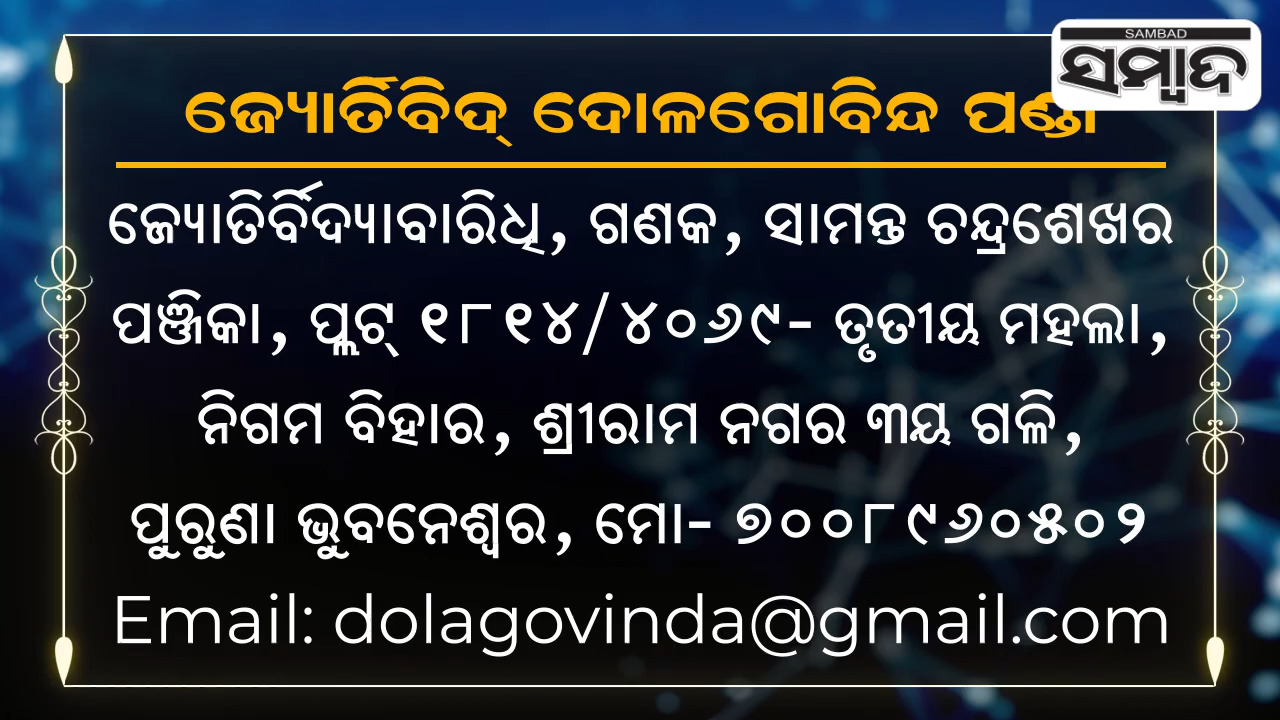 SAMBAD
ସମ୍ବାଦ
ଜ୍ୟୋର୍ତିବିଦ୍ ଦୋଳଗୋବିନ୍ଦ ପଣ୍ଡା
ଜ୍ୟୋତିର୍ବିଦ୍ୟାବାରିଧି, ଗଣକ, ସାମନ୍ତ ଚନ୍ଦ୍ରଶେଖର
ପଞ୍ଜିକା, ପ୍ଲଟ୍ ୧୮୧୪/୪୦୬୯- ତୃତୀୟ ମହଲା,
ନିଗମ ବିହାର, ଶ୍ରୀରାମ ନଗର ୩ୟ ଗଳି,
ପୁରୁଣା ଭୁବନେଶ୍ୱର, ମୋ- ୭୦୦୮୯୬୦୫୦୨
Email: dolagovinda@gmail.com